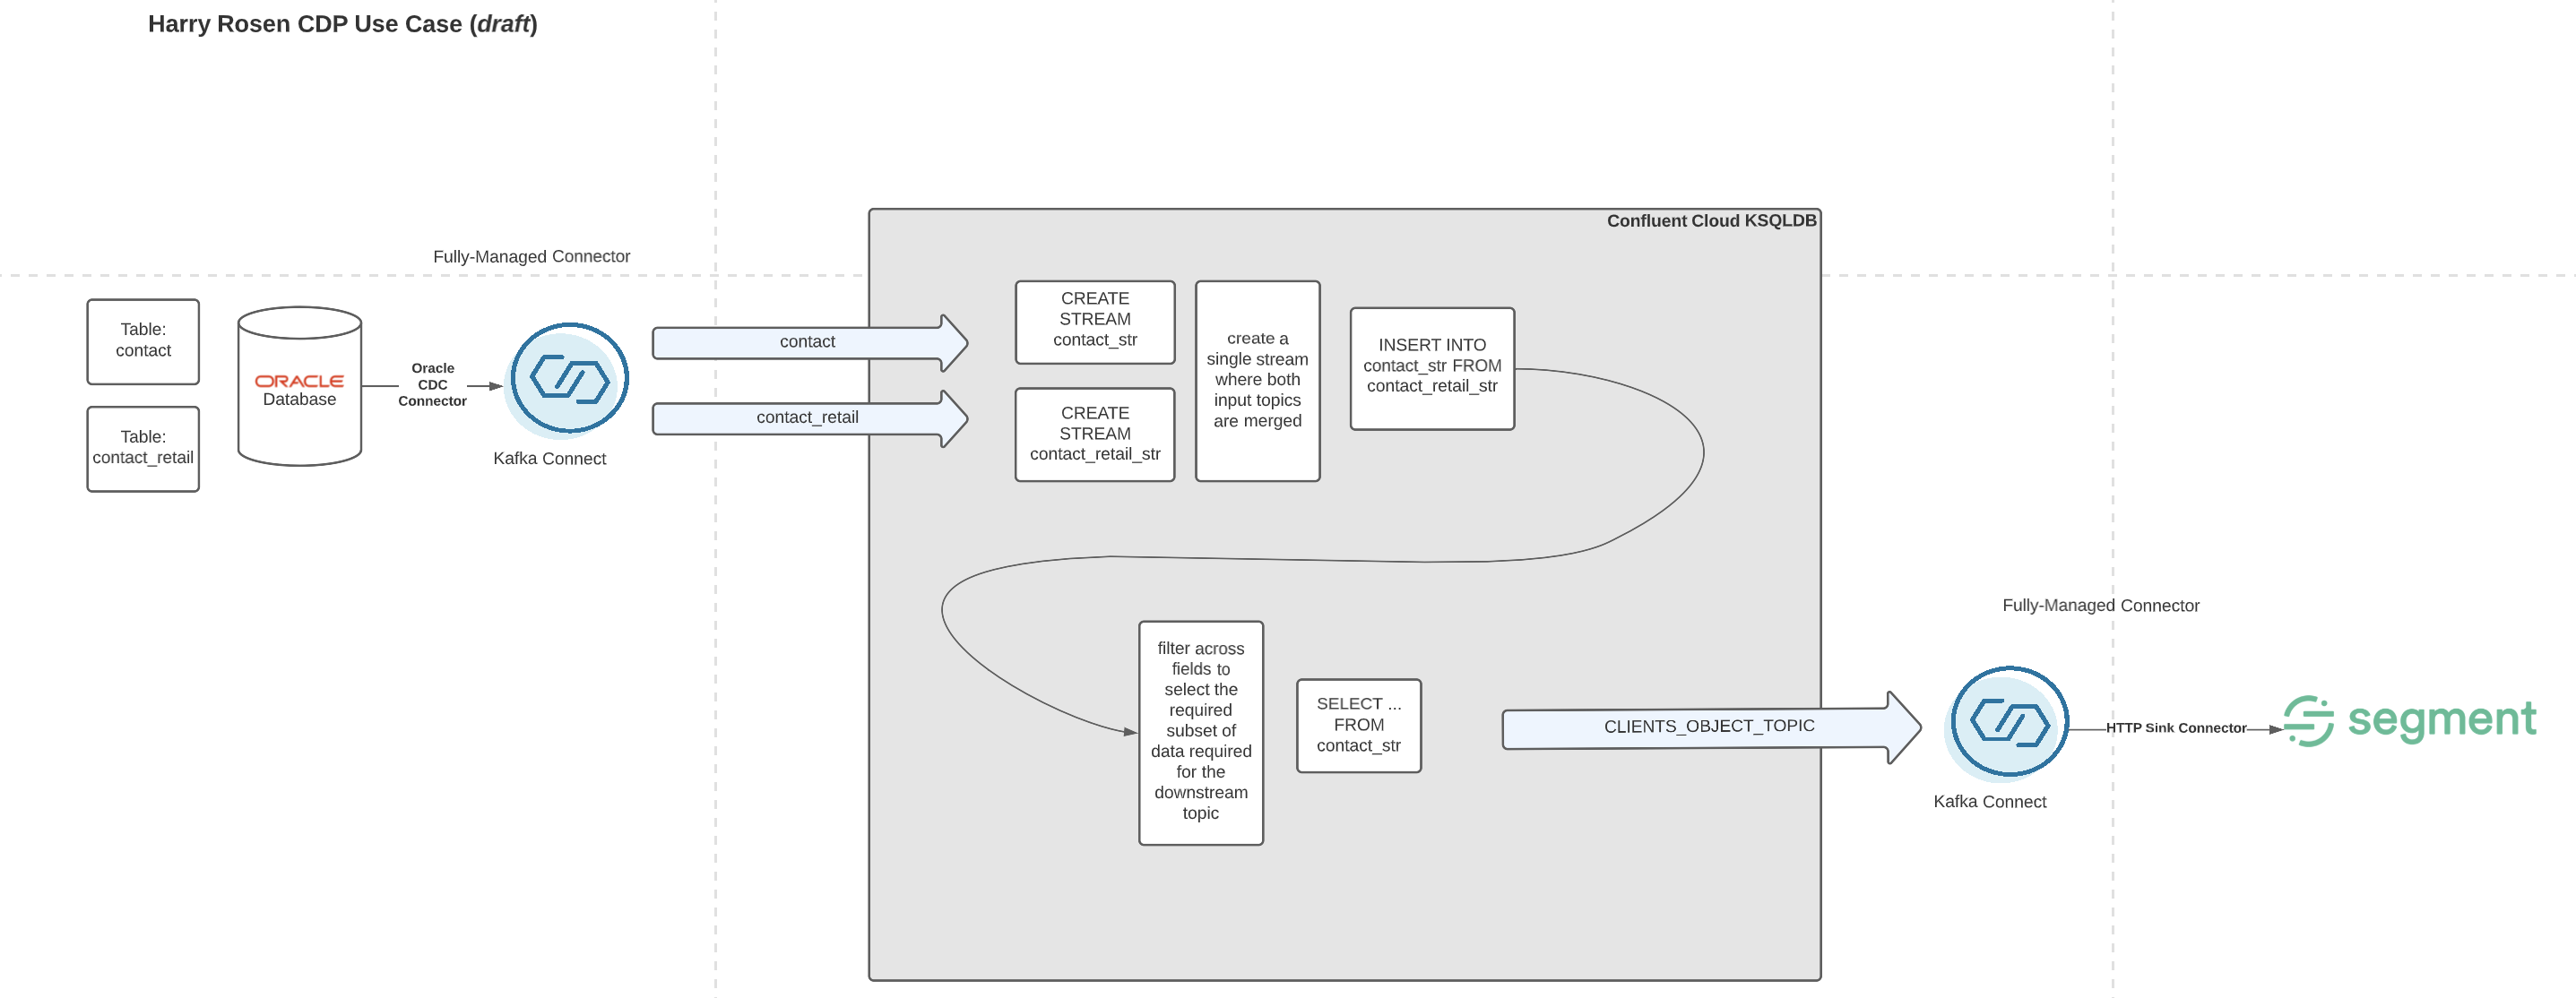 Harry Rosen CDP Use Case (draft)
Fully-Managed Connector
Table:
contact
Table:
contact_retail
ORACLE
Database
Oracle
CDC
Connector
Kafka Connect
contact
contact_retail
Confluent Cloud KSQLDB
CREATE
STREAM
contact_str
CREATE
STREAM
contact_retail_str
create a
single stream
where both
input topics
are merged
INSERT INTO
contact_str FROM
contact_retail_str
filter across
fields to
select the
required
subset of
data required
for the
downstream
topic
SELECT ...
FROM
contact_str
CLIENTS_OBJECT_TOPIC
Fully-Managed Connector
Kafka Connect
HTTP Sink Connector
segment